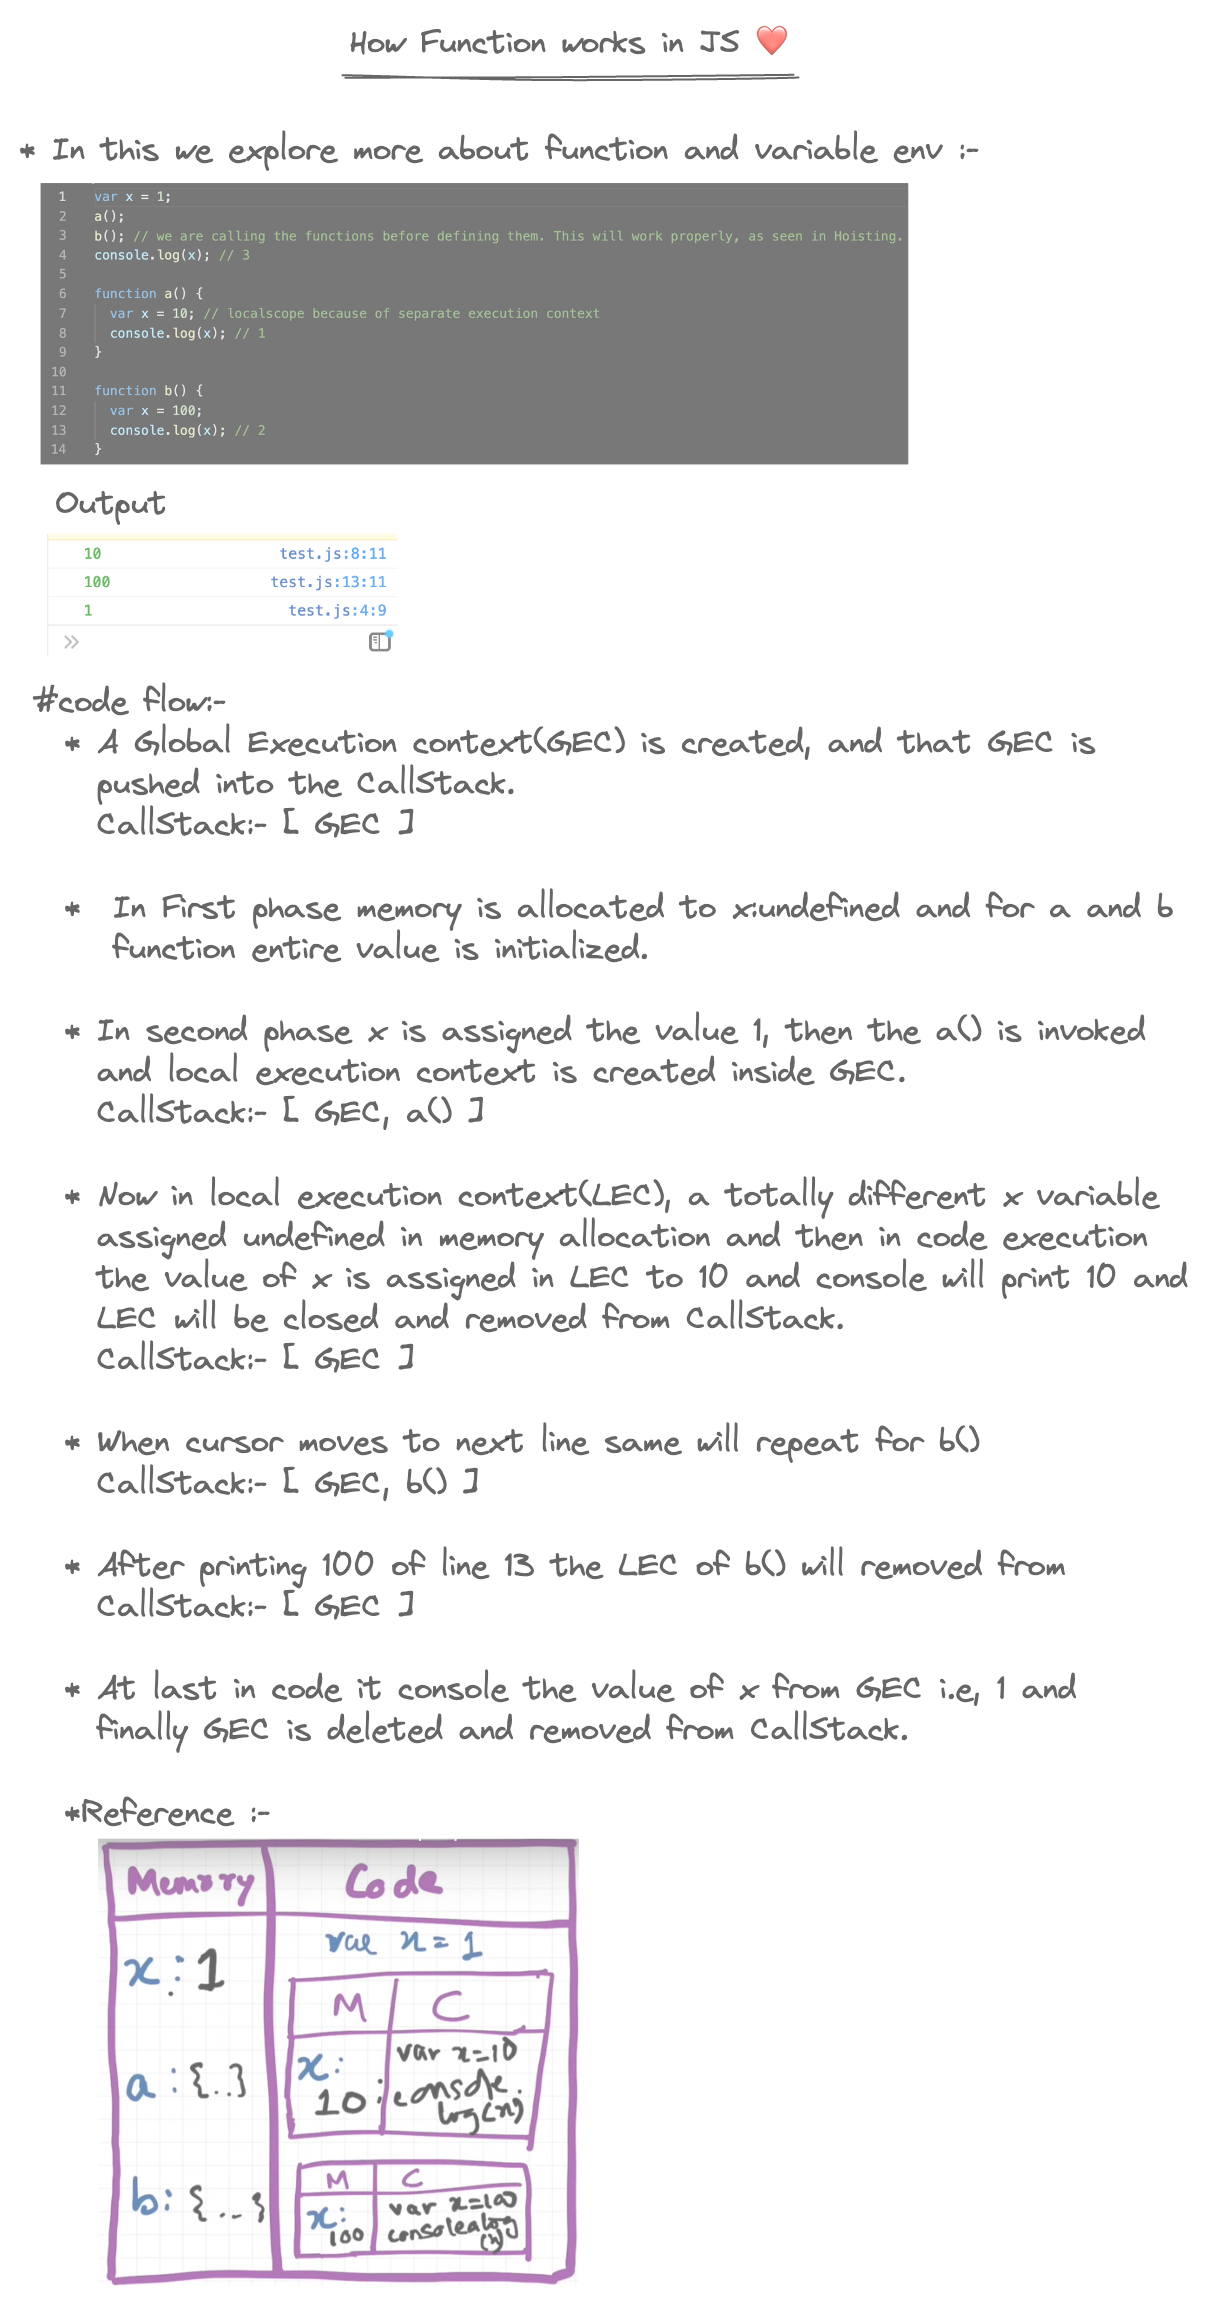 How Function works in JS ❤️
* In this we explore more about function and variable env :-
1 var x = 1;
2 a();
3 b(); // we are calling the functions before defining them. This will work properly, as seen in Hoisting.
4 console.log(x); // 3
5
6 function a() {
7 var x = 10; // localscope because of separate execution context
8 console.log(x); // 1
9 }
10
11 function b() {
12 var x = 100;
13 console.log(x); // 2
14 }
Output
10 test.js:8:11
100 test.js:13:11
1 test.js:4:9
>>
#code flow:-
* A Global Execution context(GEC) is created, and that GEC is
pushed into the CallStack.
CallStack:- [ GEC ]
* In First phase memory is allocated to x:undefined and for a and b
function entire value is initialized.
* In second phase x is assigned the value 1, then the a() is invoked
and local execution context is created inside GEC.
CallStack:- [ GEC, a() ]
* Now in local execution context(LEC), a totally different x variable
assigned undefined in memory allocation and then in code execution
the value of x is assigned in LEC to 10 and console will print 10 and
LEC will be closed and removed from CallStack.
CallStack:- [ GEC ]
* When cursor moves to next line same will repeat for b()
CallStack:- [ GEC, b() ]
* After printing 100 of line 13 the LEC of b() will removed from
CallStack:- [ GEC ]
* At last in code it console the value of x from GEC i.e, 1 and
finally GEC is deleted and removed from CallStack.
*Reference :-
Memory Code
x : 1
var x = 1
M C
x: 10
var x=10;
console.
log(x)
a : {..}
b: {...}
M C
x: 100
var x=100
console.log
(x)